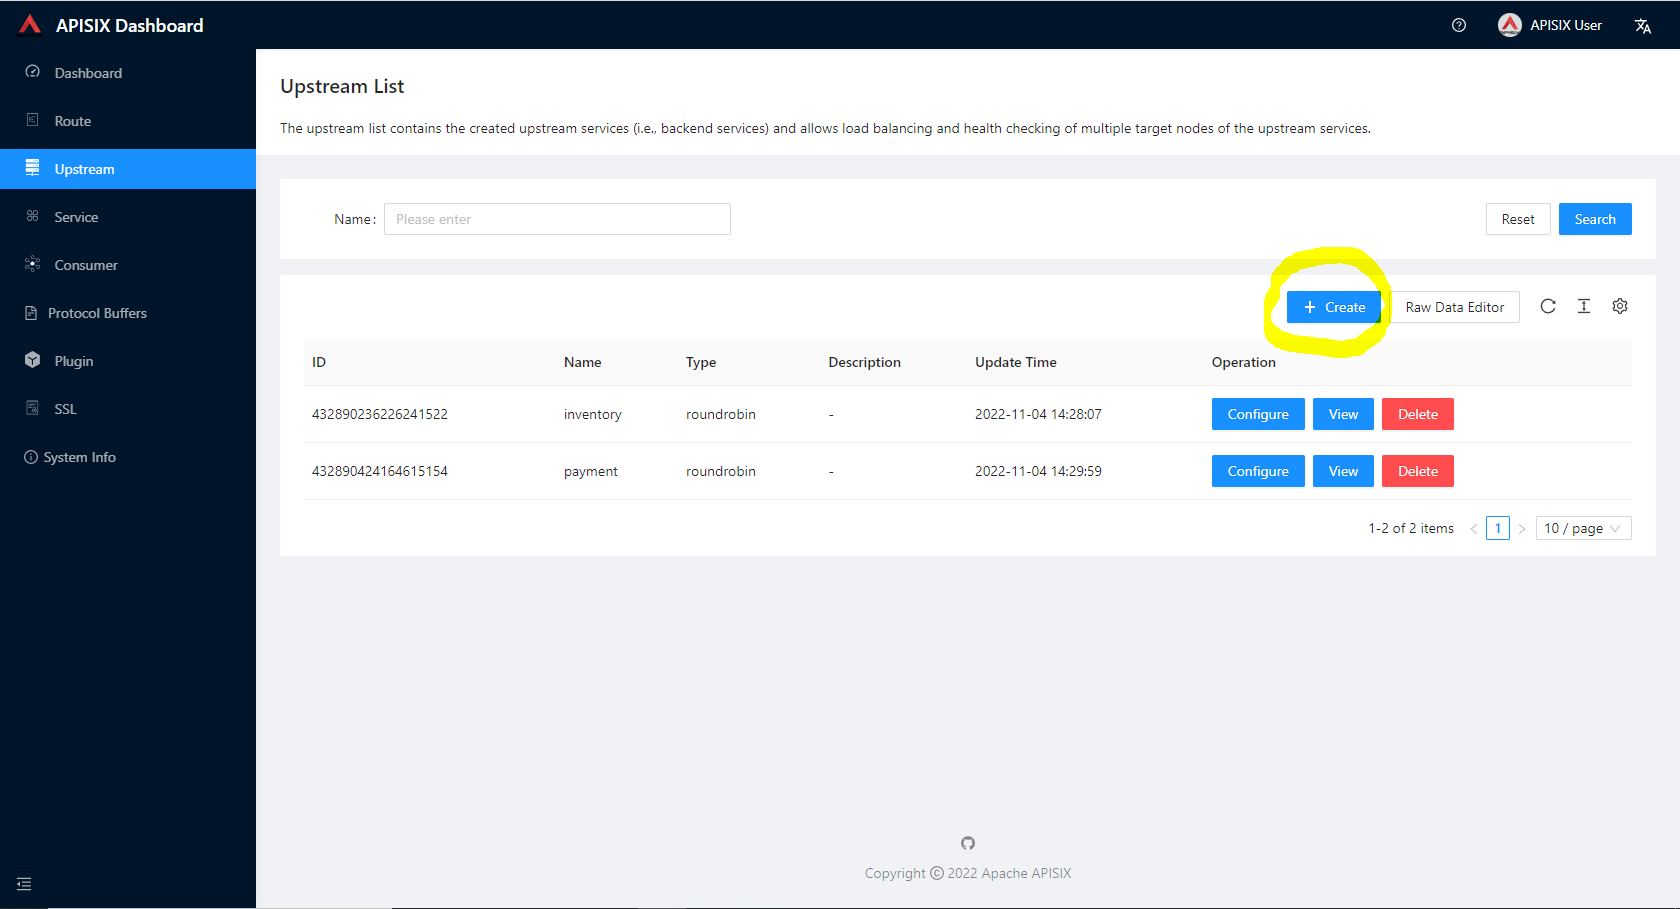 APISIX Dashboard
APISIX User
Dashboard
Route
Upstream
Service
Consumer
Protocol Buffers
Plugin
SSL
System Info
Upstream List
The upstream list contains the created upstream services (i.e., backend services) and allows load balancing and health checking of multiple target nodes of the upstream services.
Name: Please enter Reset Search
+ Create Raw Data Editor
ID Name Type Description Update Time Operation
432890236226241522 inventory roundrobin - 2022-11-04 14:28:07 Configure View Delete
432890424164615154 payment roundrobin - 2022-11-04 14:29:59 Configure View Delete
1-2 of 2 items < 1 > 10 / page
Copyright © 2022 Apache APISIX